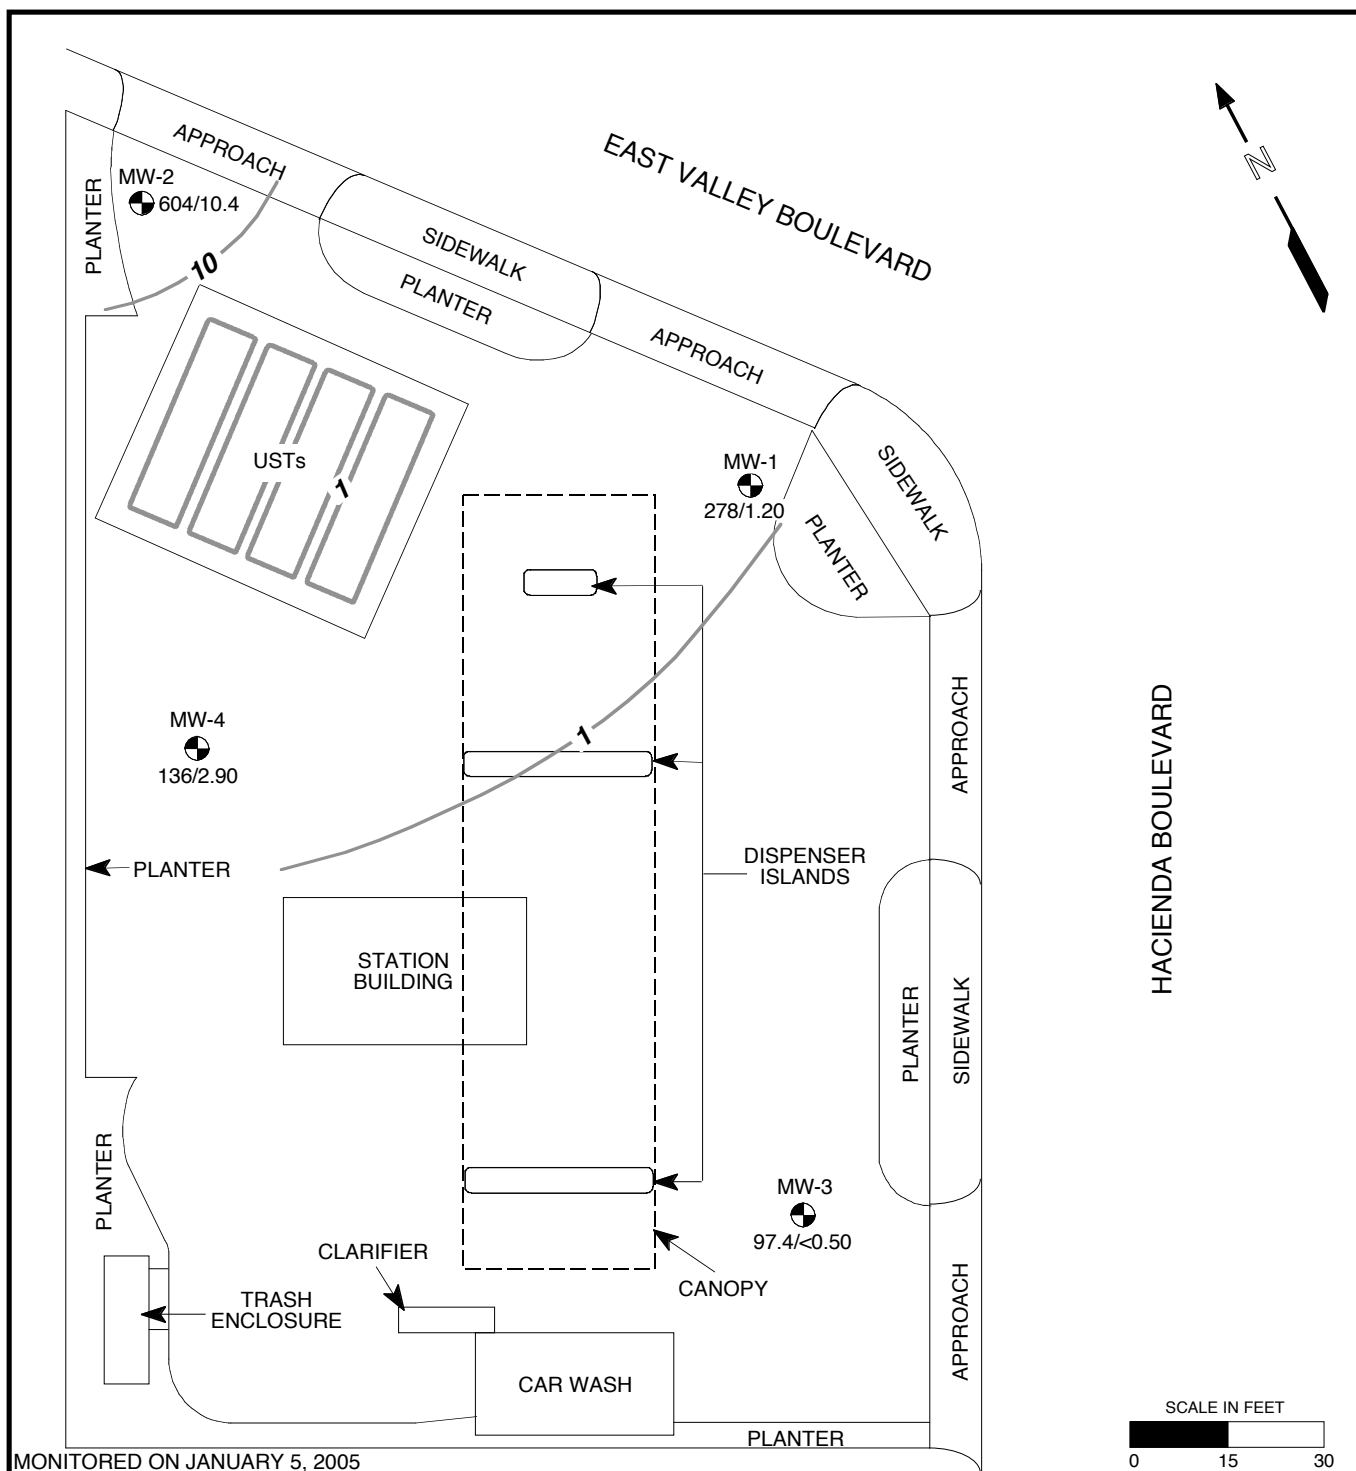 APPROACH
EAST VALLEY BOULEVARD
N
MW-2
604/10.4
PLANTER
SIDEWALK
10
PLANTER
APPROACH
USTs
1
MW-1
278/1.20
SIDEWALK
PLANTER
MW-4
136/2.90
1
APPROACH
HACIENDA BOULEVARD
PLANTER
DISPENSER
ISLANDS
STATION
BUILDING
PLANTER
SIDEWALK
PLANTER
MW-3
97.4/<0.50
CLARIFIER
CANOPY
TRASH
ENCLOSURE
APPROACH
CAR WASH
SCALE IN FEET
0 15 30
PLANTER
MONITORED ON JANUARY 5, 2005